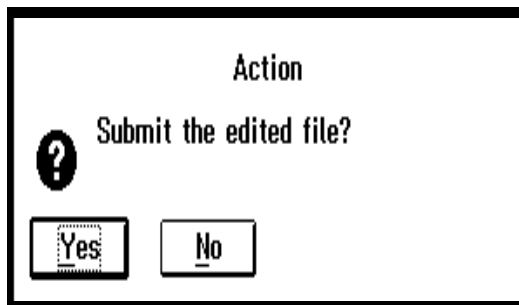 Action
Submit the edited file?
Yes
No